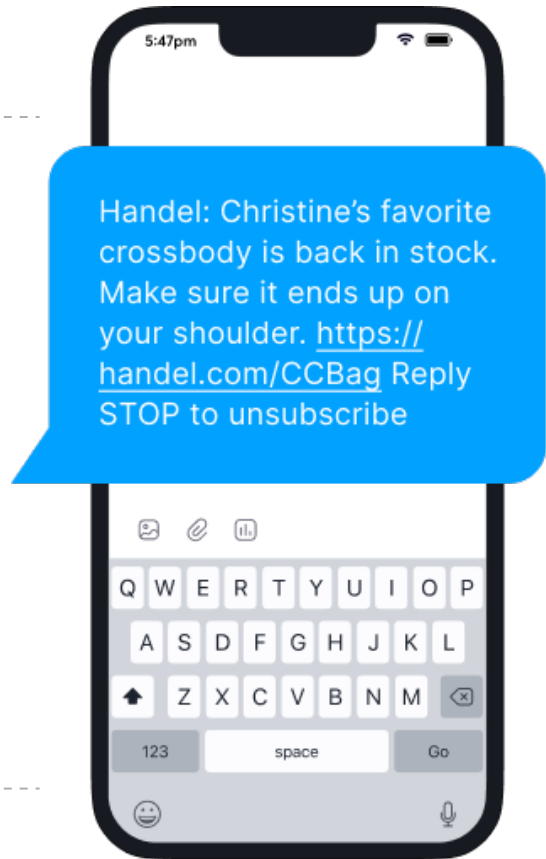 5:47pm
Handel: Christine’s favorite
crossbody is back in stock.
Make sure it ends up on
your shoulder. https://
handel.com/CCBag Reply
STOP to unsubscribe
Q W E R T Y U I O P
A S D F G H J K L
Z X C V B N M
123 space Go